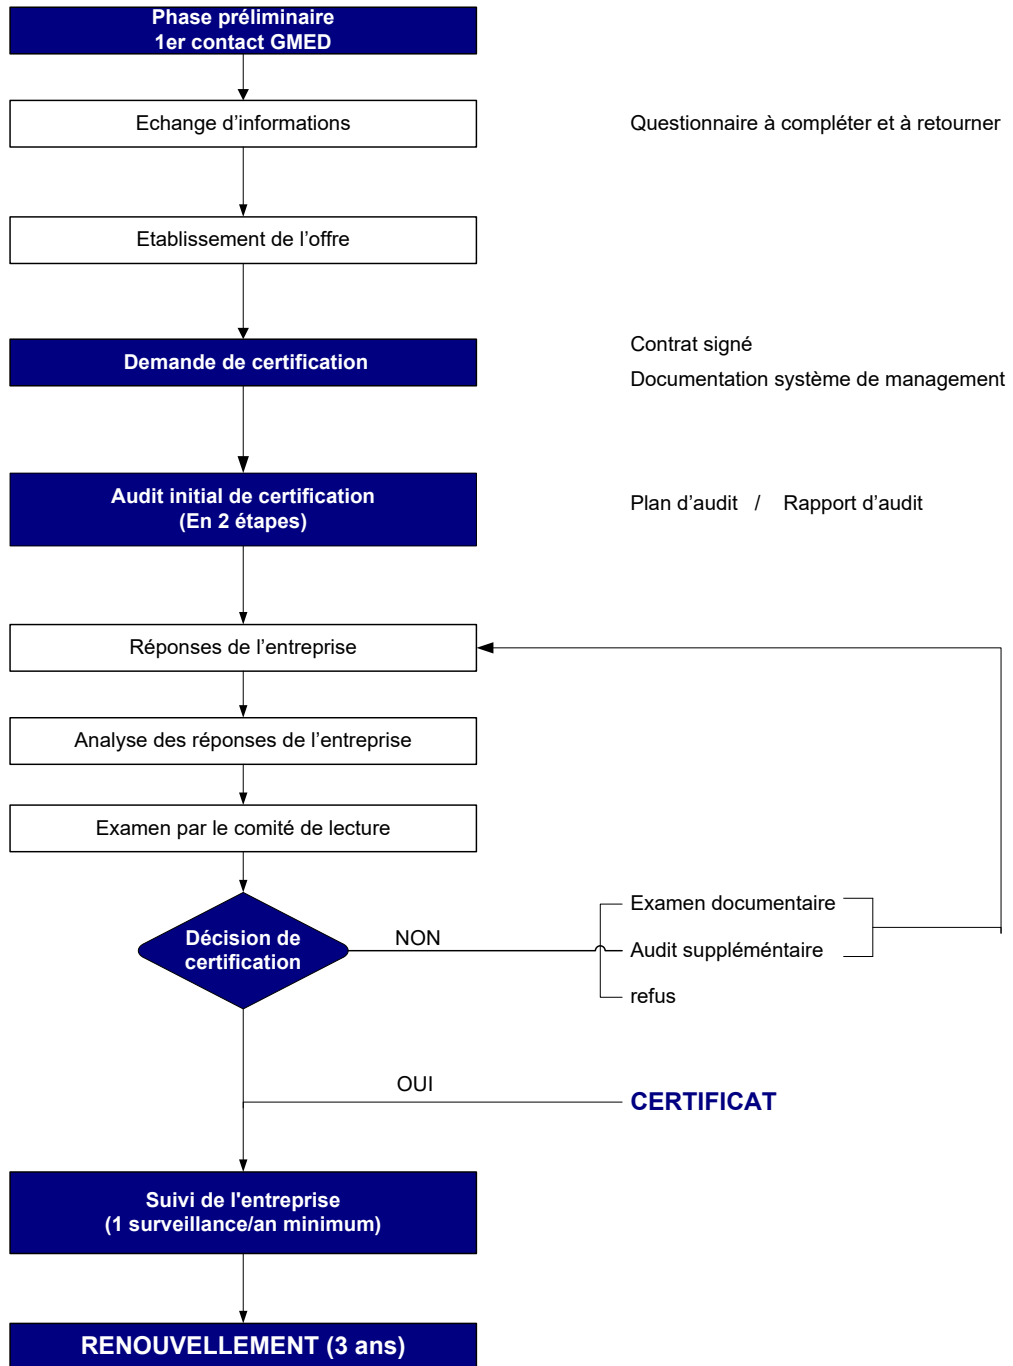 Phase préliminaire
1er contact GMED
Echange d’informations
Questionnaire à compléter et à retourner
Etablissement de l’offre
Demande de certification
Contrat signé
Documentation système de management
Audit initial de certification
(En 2 étapes)
Plan d’audit / Rapport d’audit
Réponses de l’entreprise
Analyse des réponses de l’entreprise
Examen par le comité de lecture
Décision de
certification
NON
Examen documentaire
Audit suppléméntaire
refus
OUI
CERTIFICAT
Suivi de l'entreprise
(1 surveillance/an minimum)
RENOUVELLEMENT (3 ans)